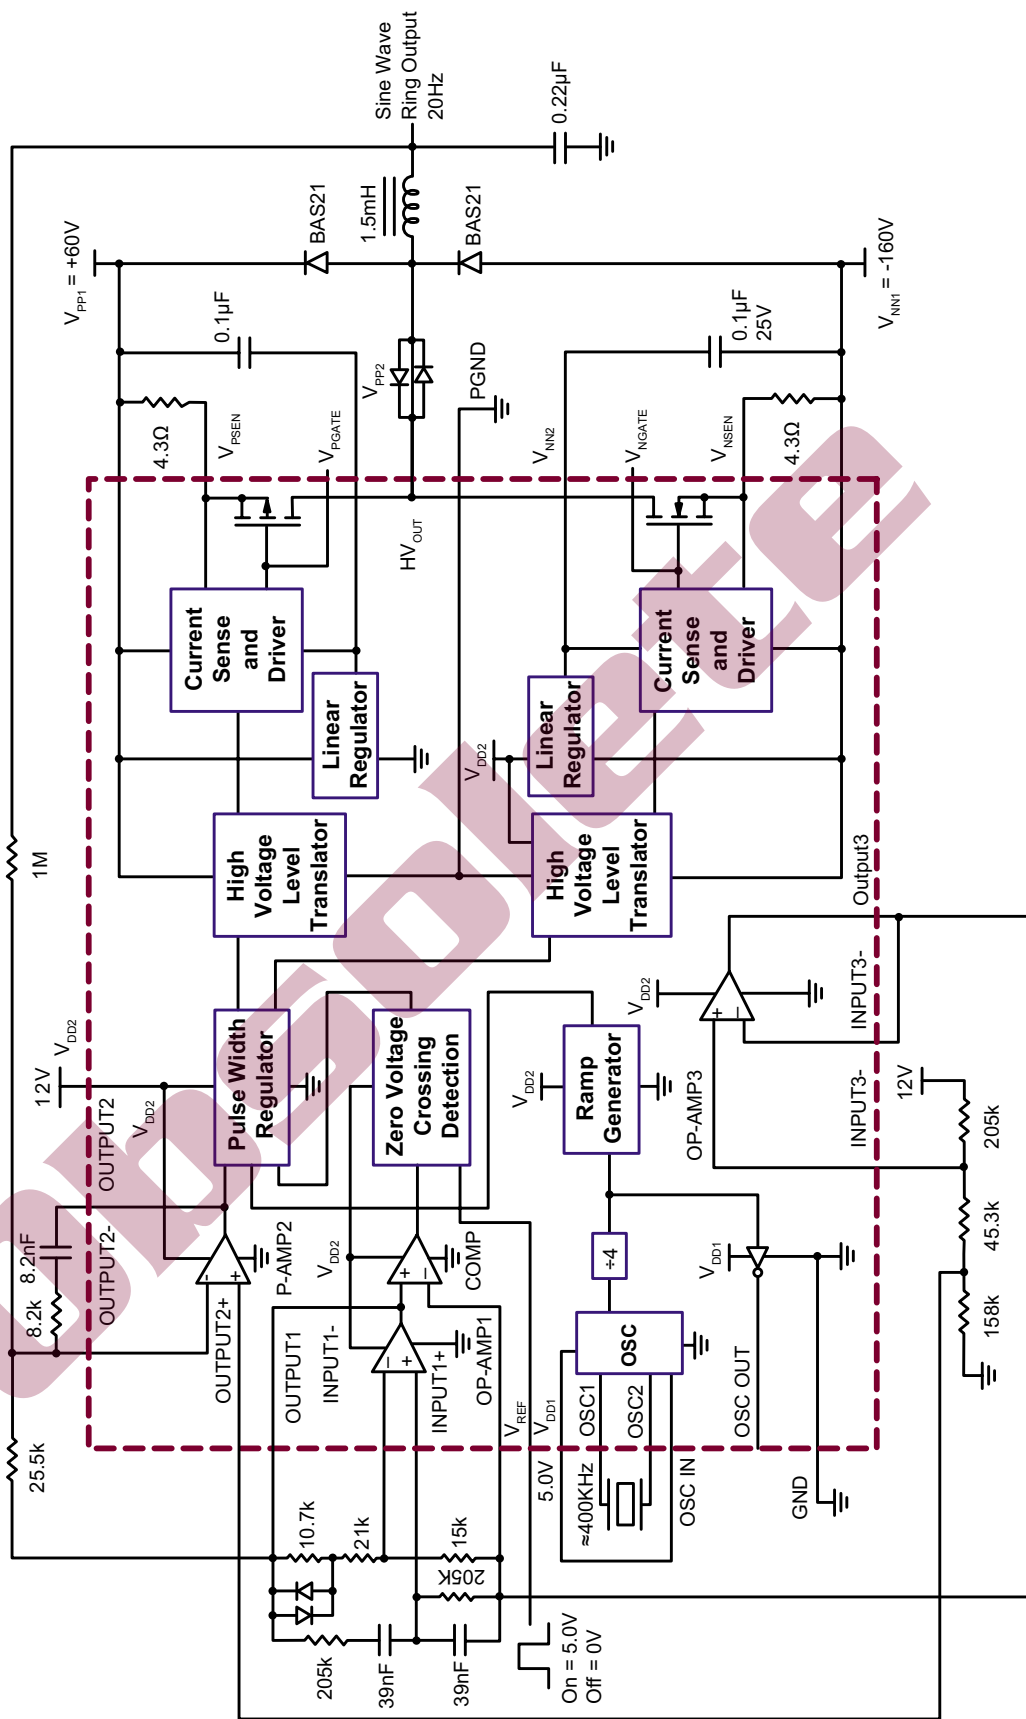 Sine Wave
Ring Output
20Hz
0.22µF
1.5mH
BAS21
BAS21
VPP1 = +60V
VNN1 = -160V
0.1µF
0.1µF
25V
VPP2
PGND
4.3Ω
VPSEN
VPGATE
VNN2
VNGATE
VNSEN
4.3Ω
HVOUT
Current
Sense
and
Driver
Linear
Regulator
VDD2
Linear
Regulator
Current
Sense
and
Driver
1M
High
Voltage
Level
Translator
High
Voltage
Level
Translator
Output3
12V
VDD2
VDD2
Pulse Width
Regulator
Zero Voltage
Crossing
Detection
VDD2
Ramp
Generator
VDD2
+
–
OP-AMP3
INPUT3-
INPUT3-
12V
205k
45.3k
158k
OUTPUT2
OUTPUT2-
8.2nF
8.2k
OUTPUT2+
-
+
P-AMP2
VDD2
+
–
COMP
OUTPUT1
INPUT1-
–
+
INPUT1+
OP-AMP1
÷4
VDD1
OSC
OSC1
OSC2
OSC OUT
VREF
VDD1
5.0V
≈400KHz
OSC IN
GND
25.5k
10.7k
21k
15k
205K
205k
39nF
39nF
On = 5.0V
Off = 0V
Obsolete